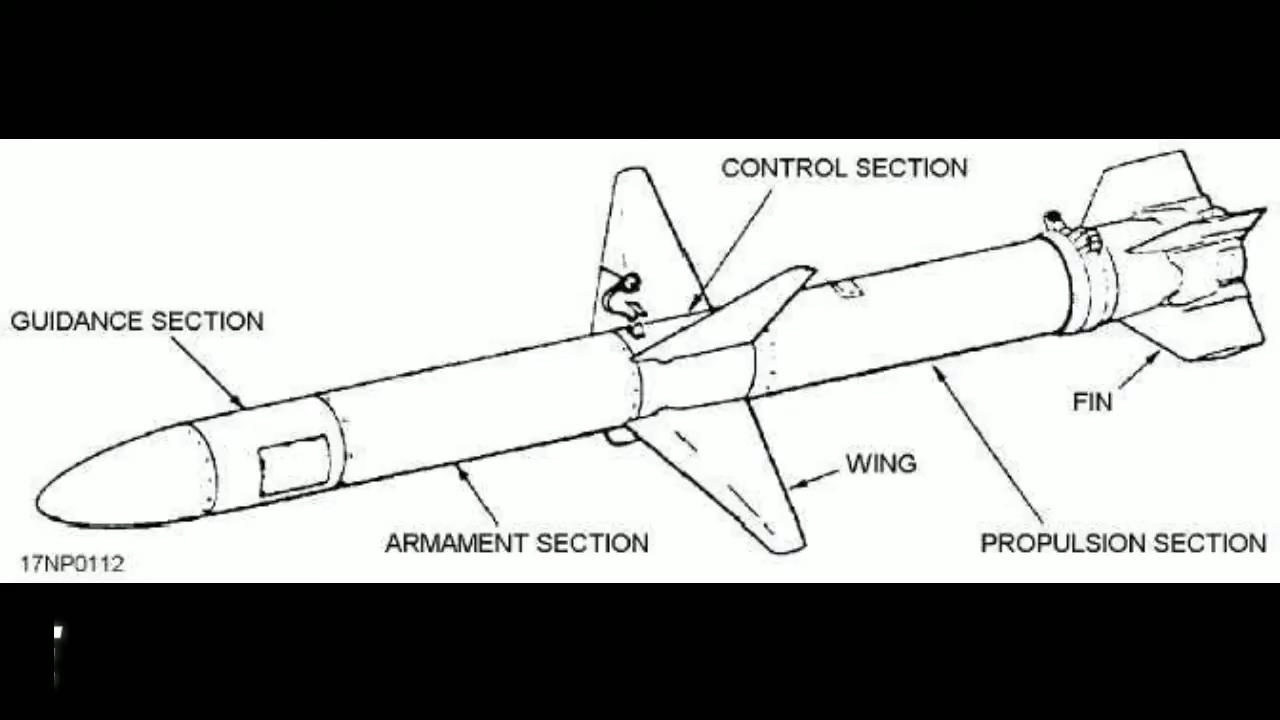 CONTROL SECTION
GUIDANCE SECTION
FIN
WING
ARMAMENT SECTION
PROPULSION SECTION
17NP0112